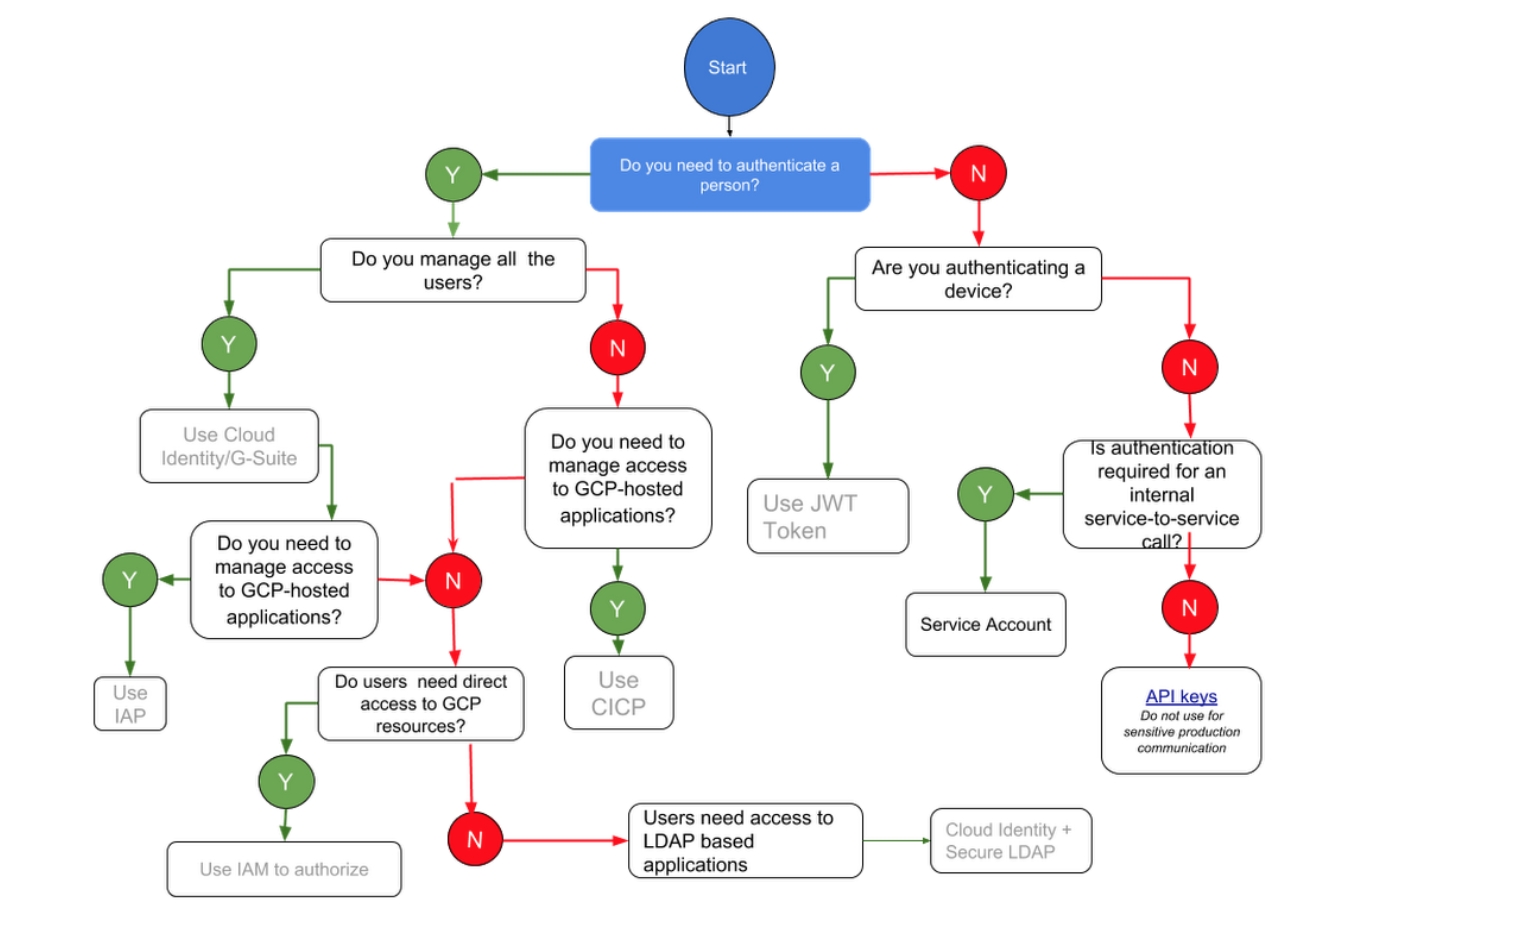 Start
Do you need to authenticate a
person?
Y
N
Do you manage all the
users?
Are you authenticating a
device?
Y
N
Y
N
Use Cloud
Identity/G-Suite
Do you need to
manage access
to GCP-hosted
applications?
Is authentication
required for an
internal
service-to-service
call?
Use JWT
Token
Y
Do you need to
manage access
to GCP-hosted
applications?
Y
N
Y
N
Service Account
Use
IAP
Do users need direct
access to GCP
resources?
Use
CICP
API keys
Do not use for
sensitive production
communication
Y
N
Users need access to
LDAP based
applications
Cloud Identity +
Secure LDAP
Use IAM to authorize